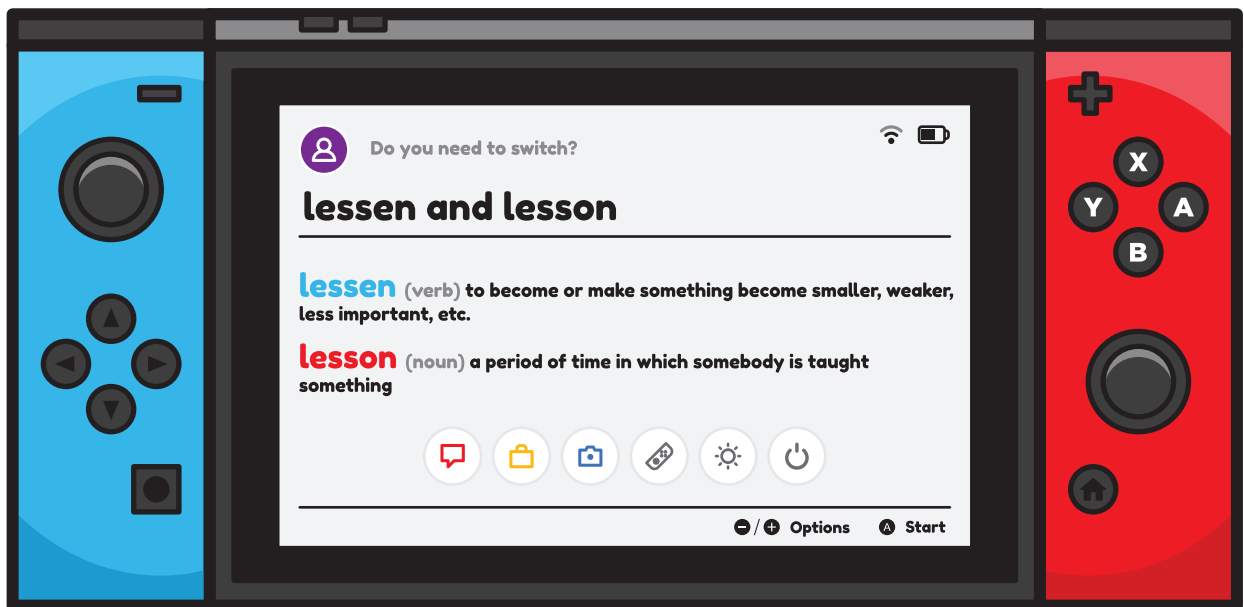 Do you need to switch?
lessen and lesson
lessen (verb) to become or make something become smaller, weaker,
less important, etc.
lesson (noun) a period of time in which somebody is taught
something
X
Y
A
B
-/+ Options A Start